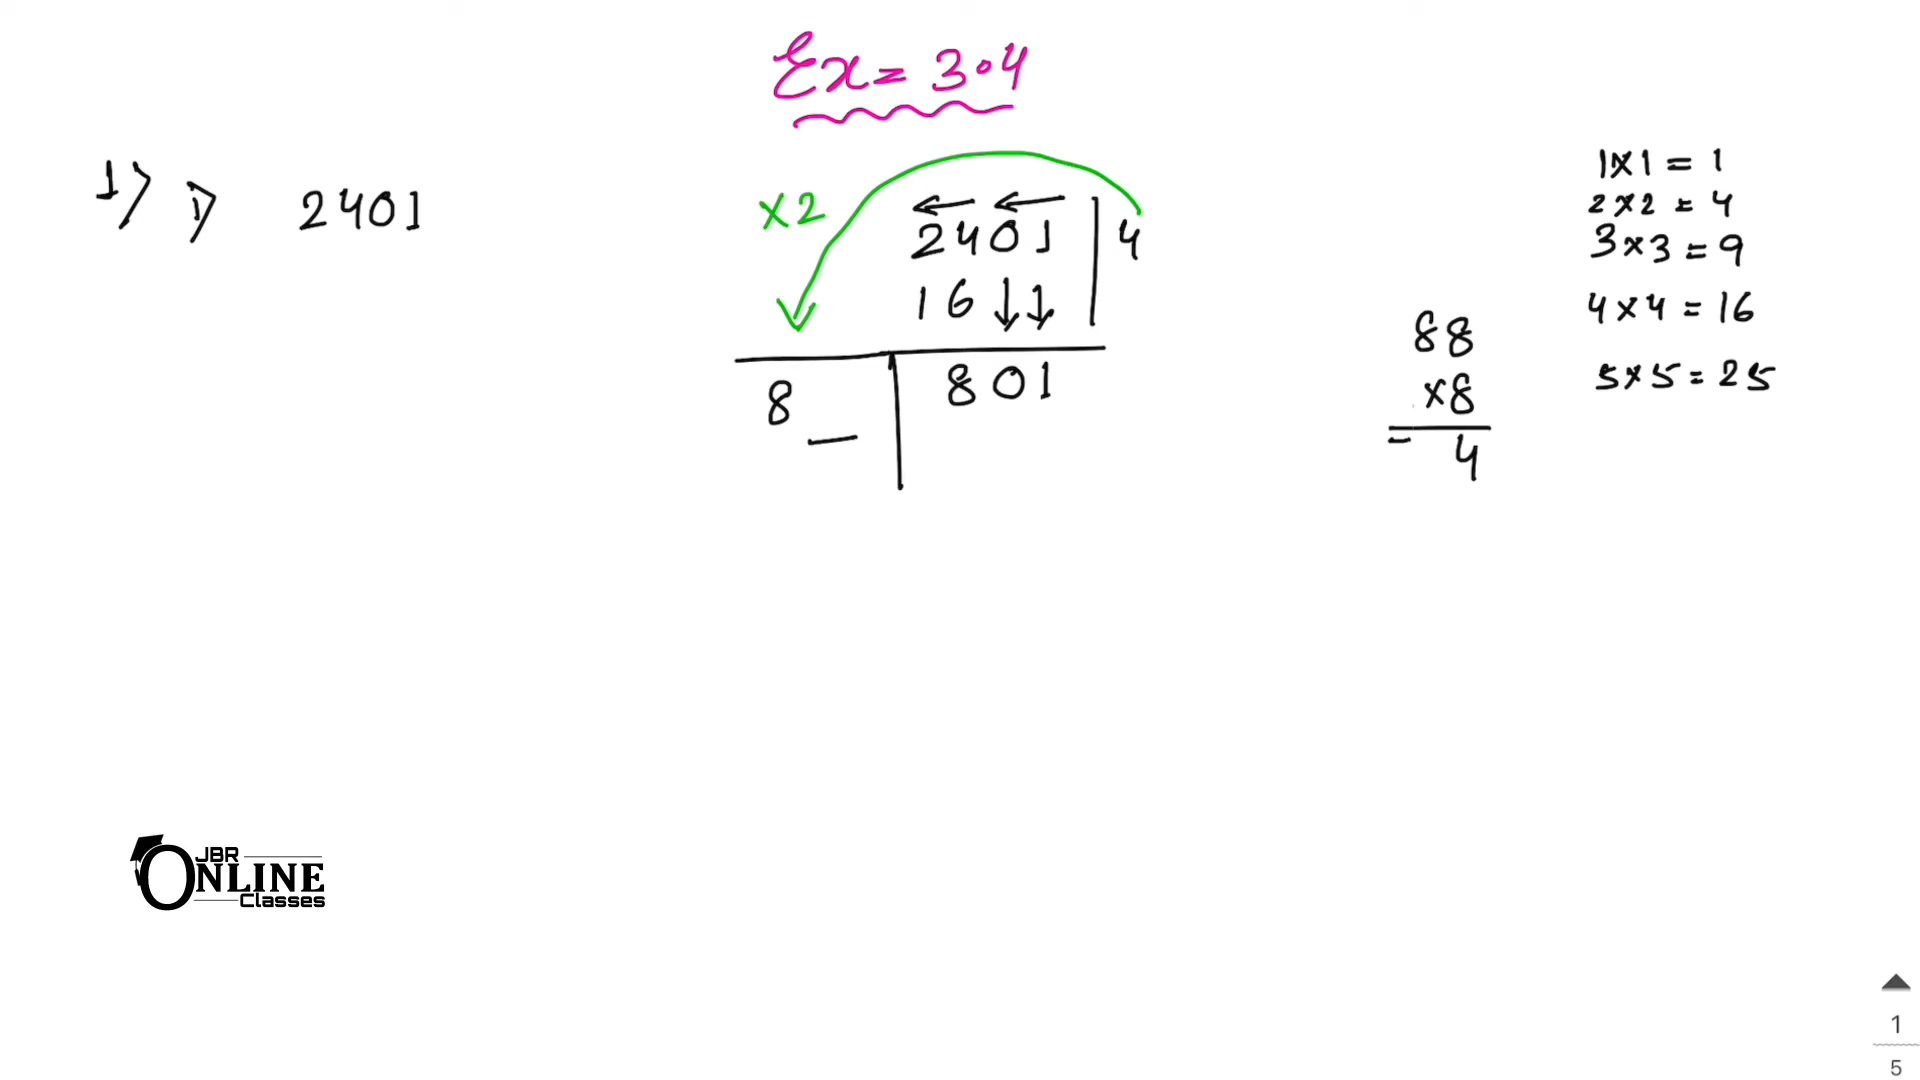 Ex = 3.4
1) 1) 2401
×2
2401 | 4
16 ↓↓
8 _ | 801
88
×8
= 4
1×1 = 1
2×2 = 4
3×3 = 9
4×4 = 16
5×5 = 25
JBR
ONLINE
Classes
1
5